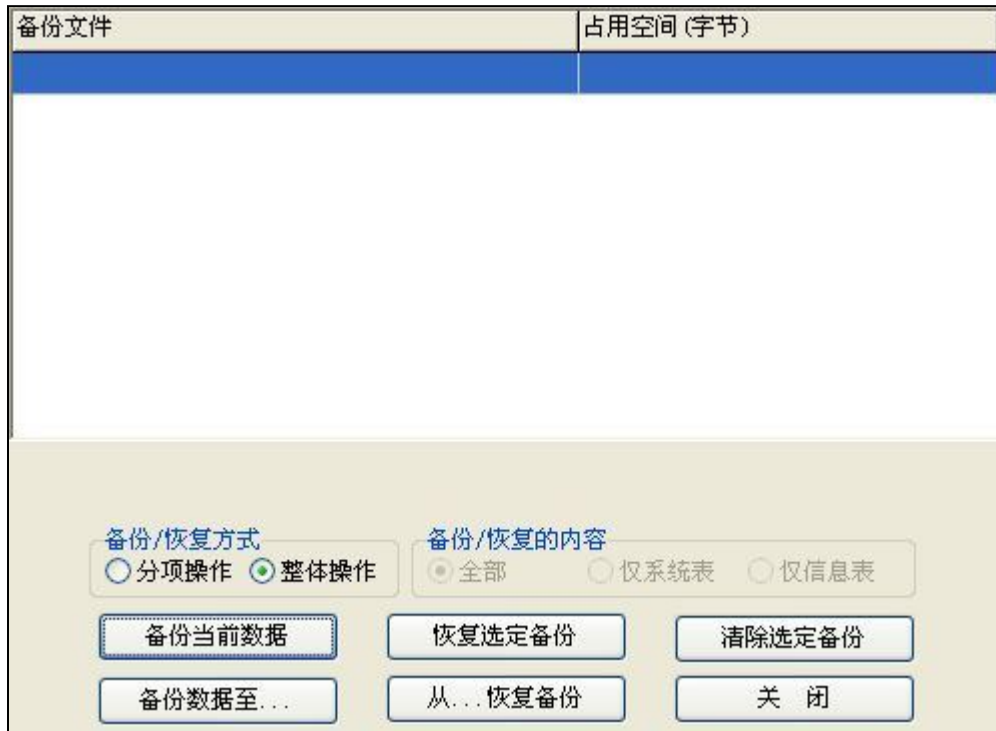 备份文件 占用空间(字节)
备份/恢复方式 备份/恢复的内容
分项操作 整体操作 全部 仅系统表 仅信息表
备份当前数据 恢复选定备份 清除选定备份
备份数据至... 从...恢复备份 关 闭